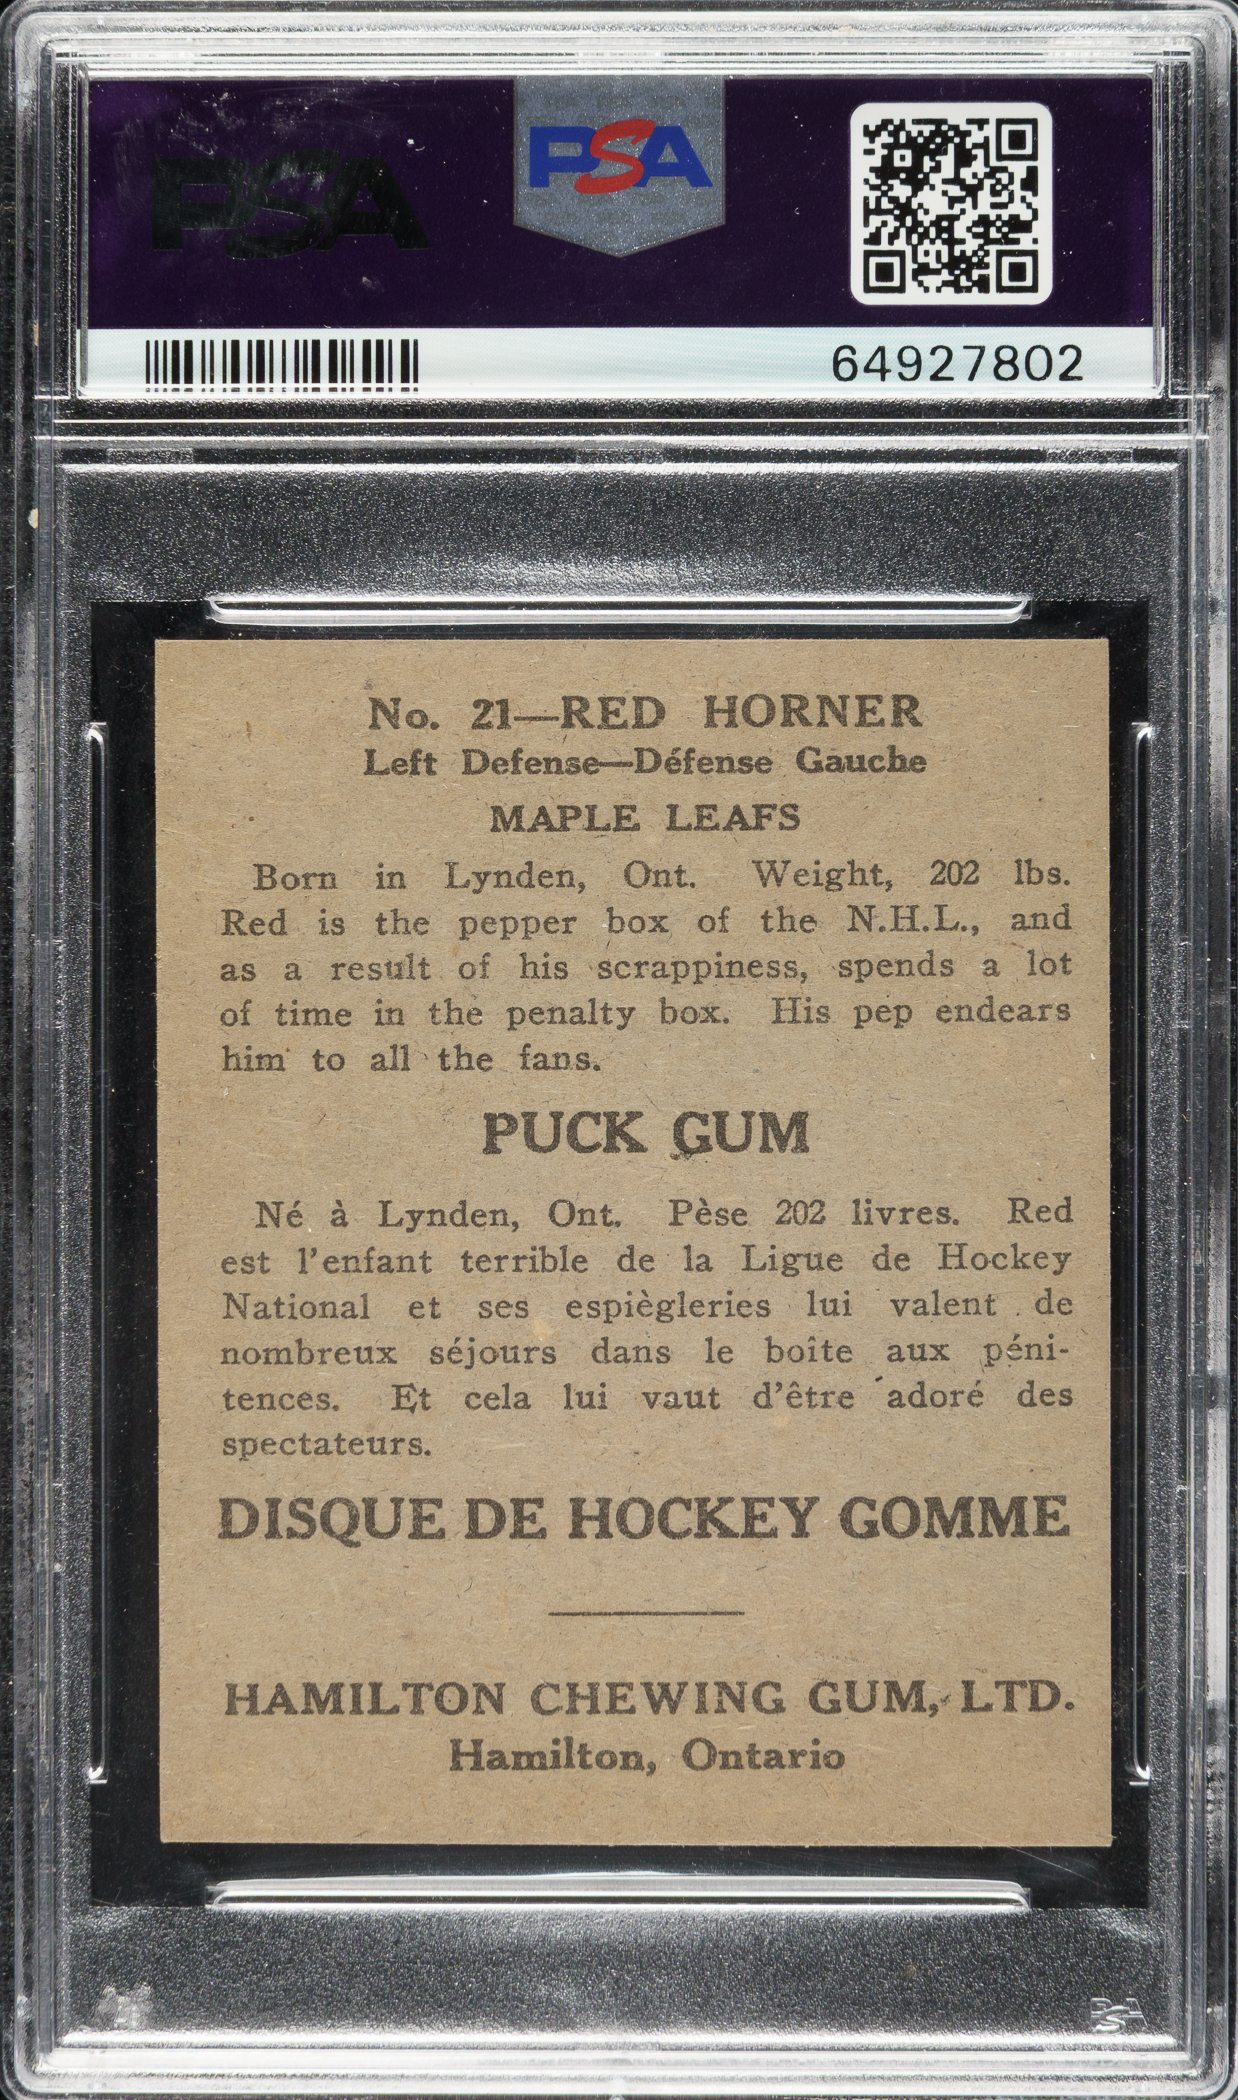 PSA
PSA
64927802
No. 21—RED HORNER
Left Defense—Défense Gauche
MAPLE LEAFS
Born in Lynden, Ont. Weight, 202 lbs.
Red is the pepper box of the N.H.L., and
as a result of his scrappiness, spends a lot
of time in the penalty box. His pep endears
him to all the fans.
PUCK GUM
Né à Lynden, Ont. Pèse 202 livres. Red
est l'enfant terrible de la Ligue de Hockey
National et ses espiègleries lui valent de
nombreux séjours dans le boîte aux péni-
tences. Et cela lui vaut d'être adoré des
spectateurs.
DISQUE DE HOCKEY GOMME
HAMILTON CHEWING GUM, LTD.
Hamilton, Ontario
PSA